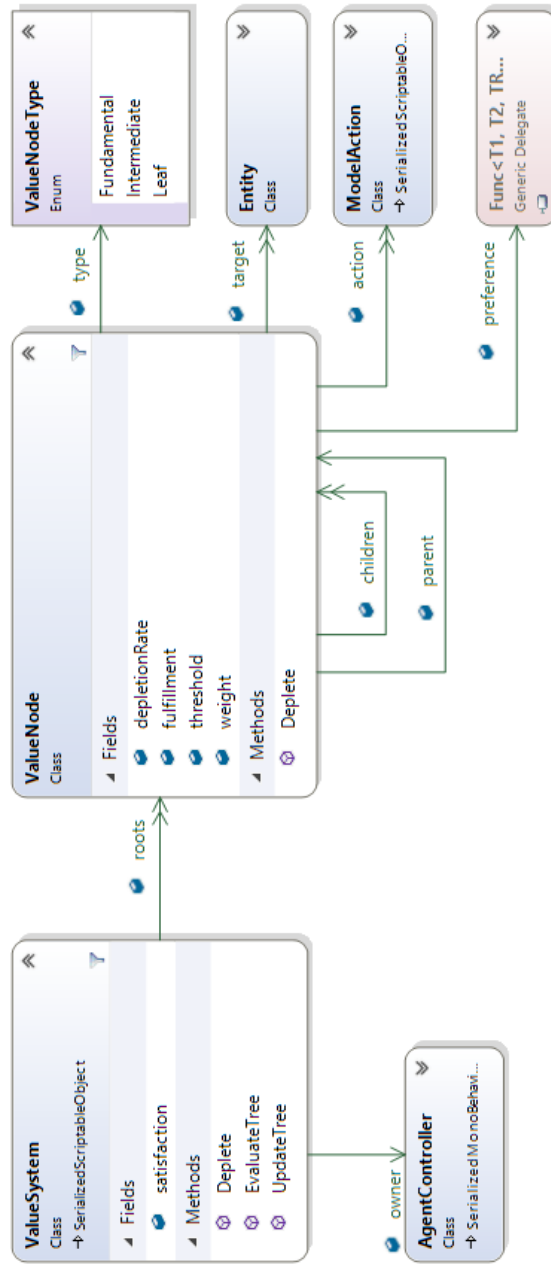 ValueSystem
Class
→ SerializedScriptableObject
Fields
satisfaction
Methods
Deplete
EvaluateTree
UpdateTree
owner
AgentController
Class
→ SerializedMonoBehavi...
roots
ValueNode
Class
Fields
depletionRate
fulfillment
threshold
weight
Methods
Deplete
children
parent
type
target
action
preference
ValueNodeType
Enum
Fundamental
Intermediate
Leaf
Entity
Class
ModelAction
Class
→ SerializedScriptableO...
Func<T1, T2, TR...
Generic Delegate